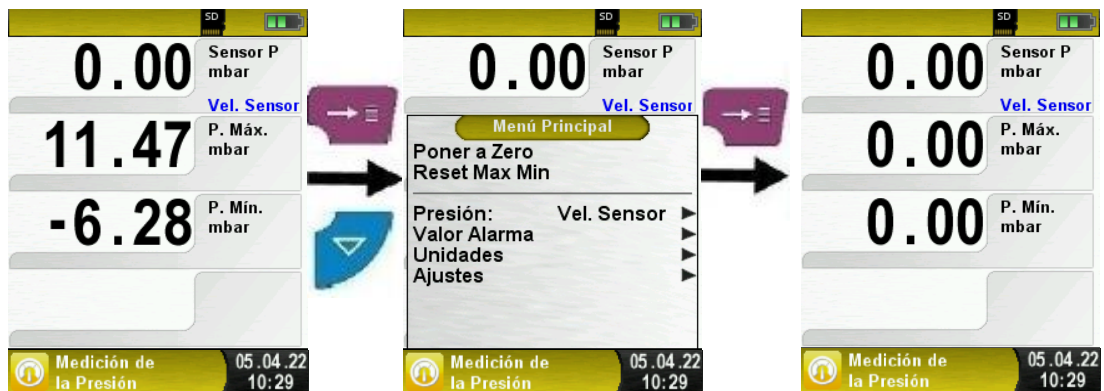 SD
0.00
Sensor P
mbar
Vel. Sensor
11.47
P. Máx.
mbar
-6.28
P. Mín.
mbar
Medición de
la Presión
05.04.22
10:29
SD
0.00
Sensor P
mbar
Vel. Sensor
Menú Principal
Poner a Zero
Reset Max Min
Presión: Vel. Sensor
Valor Alarma
Unidades
Ajustes
Medición de
la Presión
05.04.22
10:29
SD
0.00
Sensor P
mbar
Vel. Sensor
0.00
P. Máx.
mbar
0.00
P. Mín.
mbar
Medición de
la Presión
05.04.22
10:29